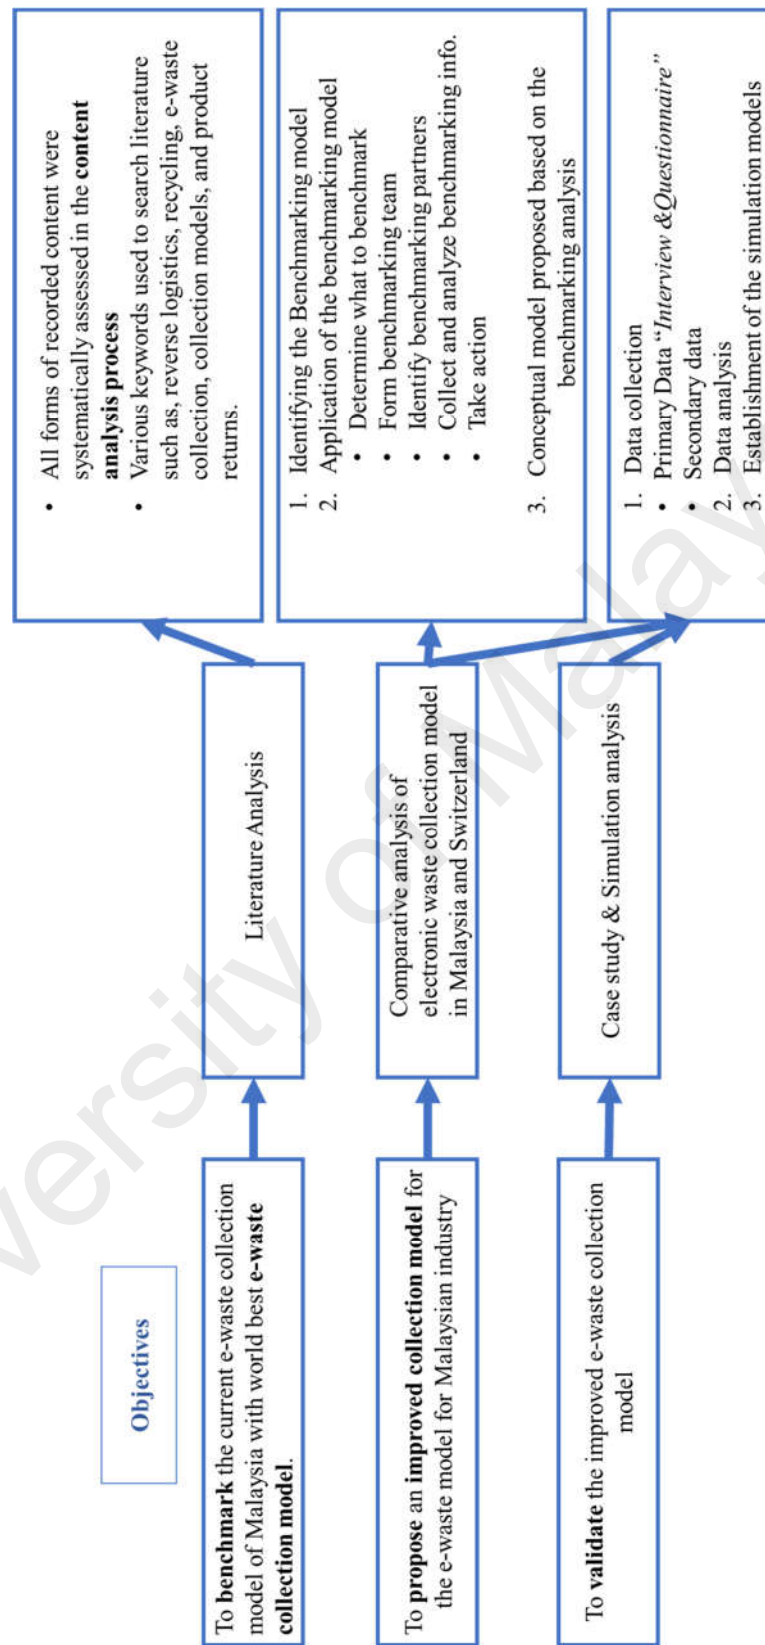 Objectives
To benchmark the current e-waste collection
model of Malaysia with world best e-waste
collection model.
Literature Analysis
• All forms of recorded content were
systematically assessed in the content
analysis process
• Various keywords used to search literature
such as, reverse logistics, recycling, e-waste
collection, collection models, and product
returns.
To propose an improved collection model for
the e-waste model for Malaysian industry
Comparative analysis of
electronic waste collection model
in Malaysia and Switzerland
1. Identifying the Benchmarking model
2. Application of the benchmarking model
• Determine what to benchmark
• Form benchmarking team
• Identify benchmarking partners
• Collect and analyze benchmarking info.
• Take action
3. Conceptual model proposed based on the
benchmarking analysis
To validate the improved e-waste collection
model
Case study & Simulation analysis
1. Data collection
• Primary Data “Interview &Questionnaire”
• Secondary data
2. Data analysis
3. Establishment of the simulation models
versity of Malay